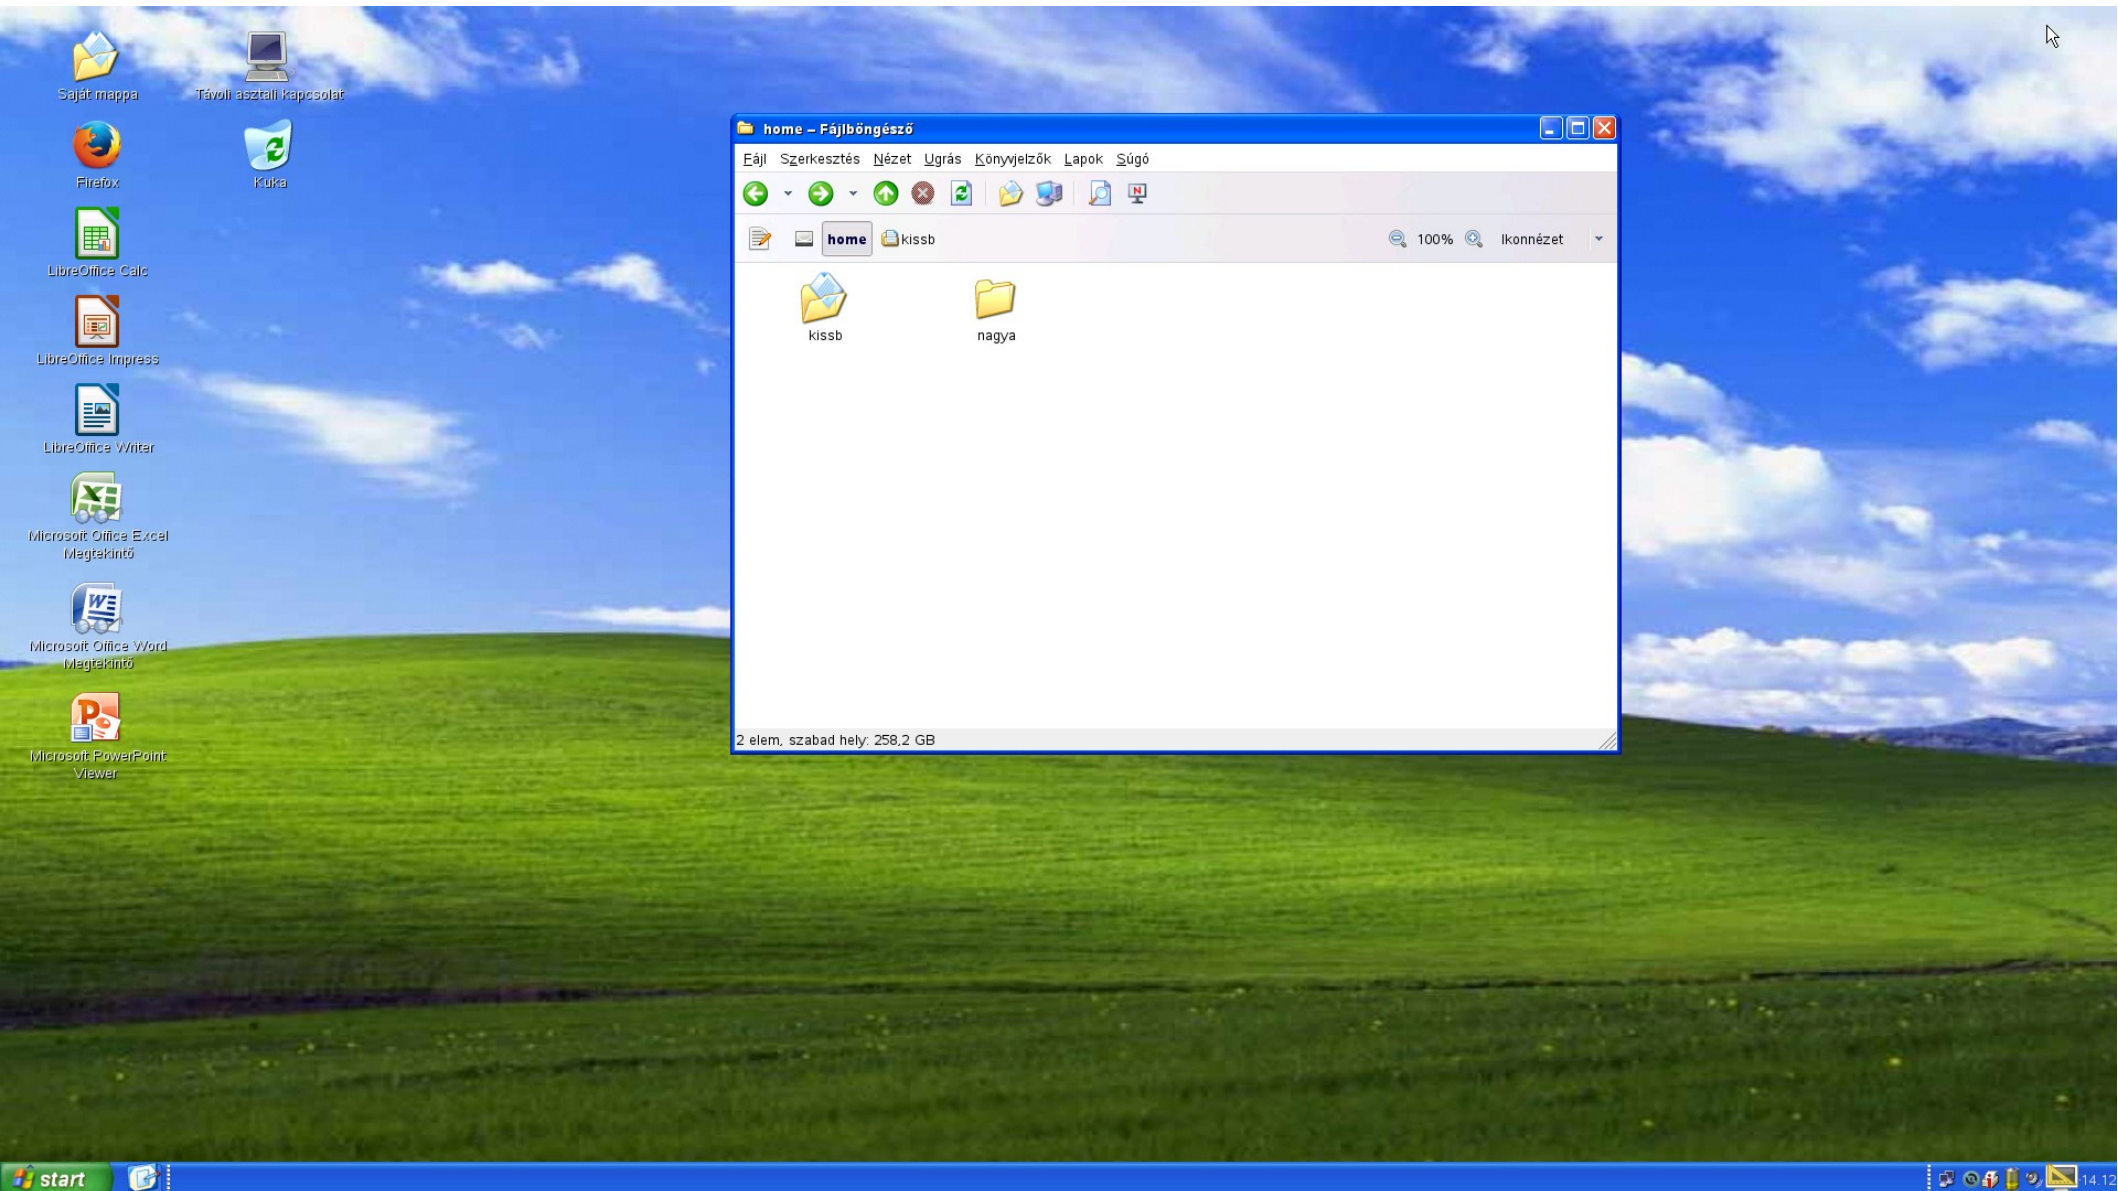 Saját mappa
Távoli asztali kapcsolat
Firefox
Kuka
LibreOffice Calc
LibreOffice Impress
LibreOffice Writer
Microsoft Office Excel
Megtekintő
Microsoft Office Word
Megtekintő
Microsoft PowerPoint
Viewer
home – Fájlböngésző
Fájl Szerkesztés Nézet Ugrás Könyvjelzők Lapok Súgó
home kissb 100% Ikonnézet
kissb nagya
2 elem, szabad hely: 258,2 GB
start
14.12